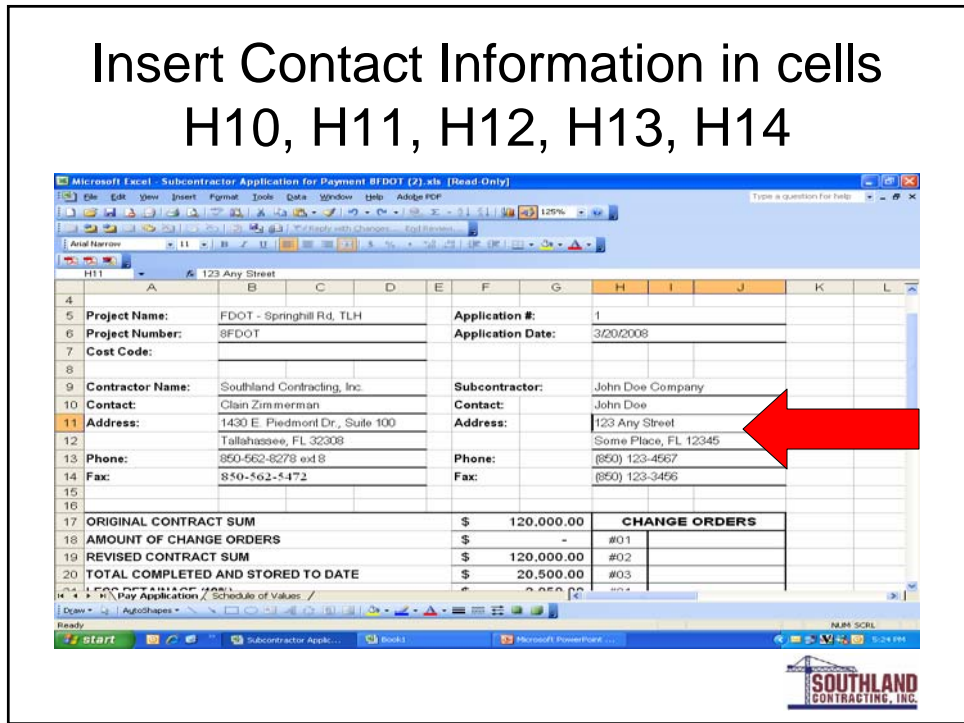 Insert Contact Information in cells
H10, H11, H12, H13, H14
Microsoft Excel - Subcontractor Application for Payment 8FDOT (2).xls [Read-Only]
File Edit View Insert Format Tools Data Window Help Adobe PDF Type a question for help
125%
Arial Narrow 11 B I U
H11 fx 123 Any Street
A B C D E F G H I J K L
4
5 Project Name: FDOT - Springhill Rd, TLH Application #: 1
6 Project Number: 8FDOT Application Date: 3/20/2008
7 Cost Code:
8
9 Contractor Name: Southland Contracting, Inc. Subcontractor: John Doe Company
10 Contact: Clain Zimmerman Contact: John Doe
11 Address: 1430 E. Piedmont Dr., Suite 100 Address: 123 Any Street
12 Tallahassee, FL 32308 Some Place, FL 12345
13 Phone: 850-562-8278 ext 8 Phone: (850) 123-4567
14 Fax: 850-562-5472 Fax: (850) 123-3456
15
16
17 ORIGINAL CONTRACT SUM $ 120,000.00 CHANGE ORDERS
18 AMOUNT OF CHANGE ORDERS $ - #01
19 REVISED CONTRACT SUM $ 120,000.00 #02
20 TOTAL COMPLETED AND STORED TO DATE $ 20,500.00 #03
Pay Application / Schedule of Values
Draw AutoShapes
Ready NUM SCRL
start Subcontractor Applic... Book1 Microsoft PowerPoint ... 5:24 PM
SOUTHLAND
CONTRACTING, INC.